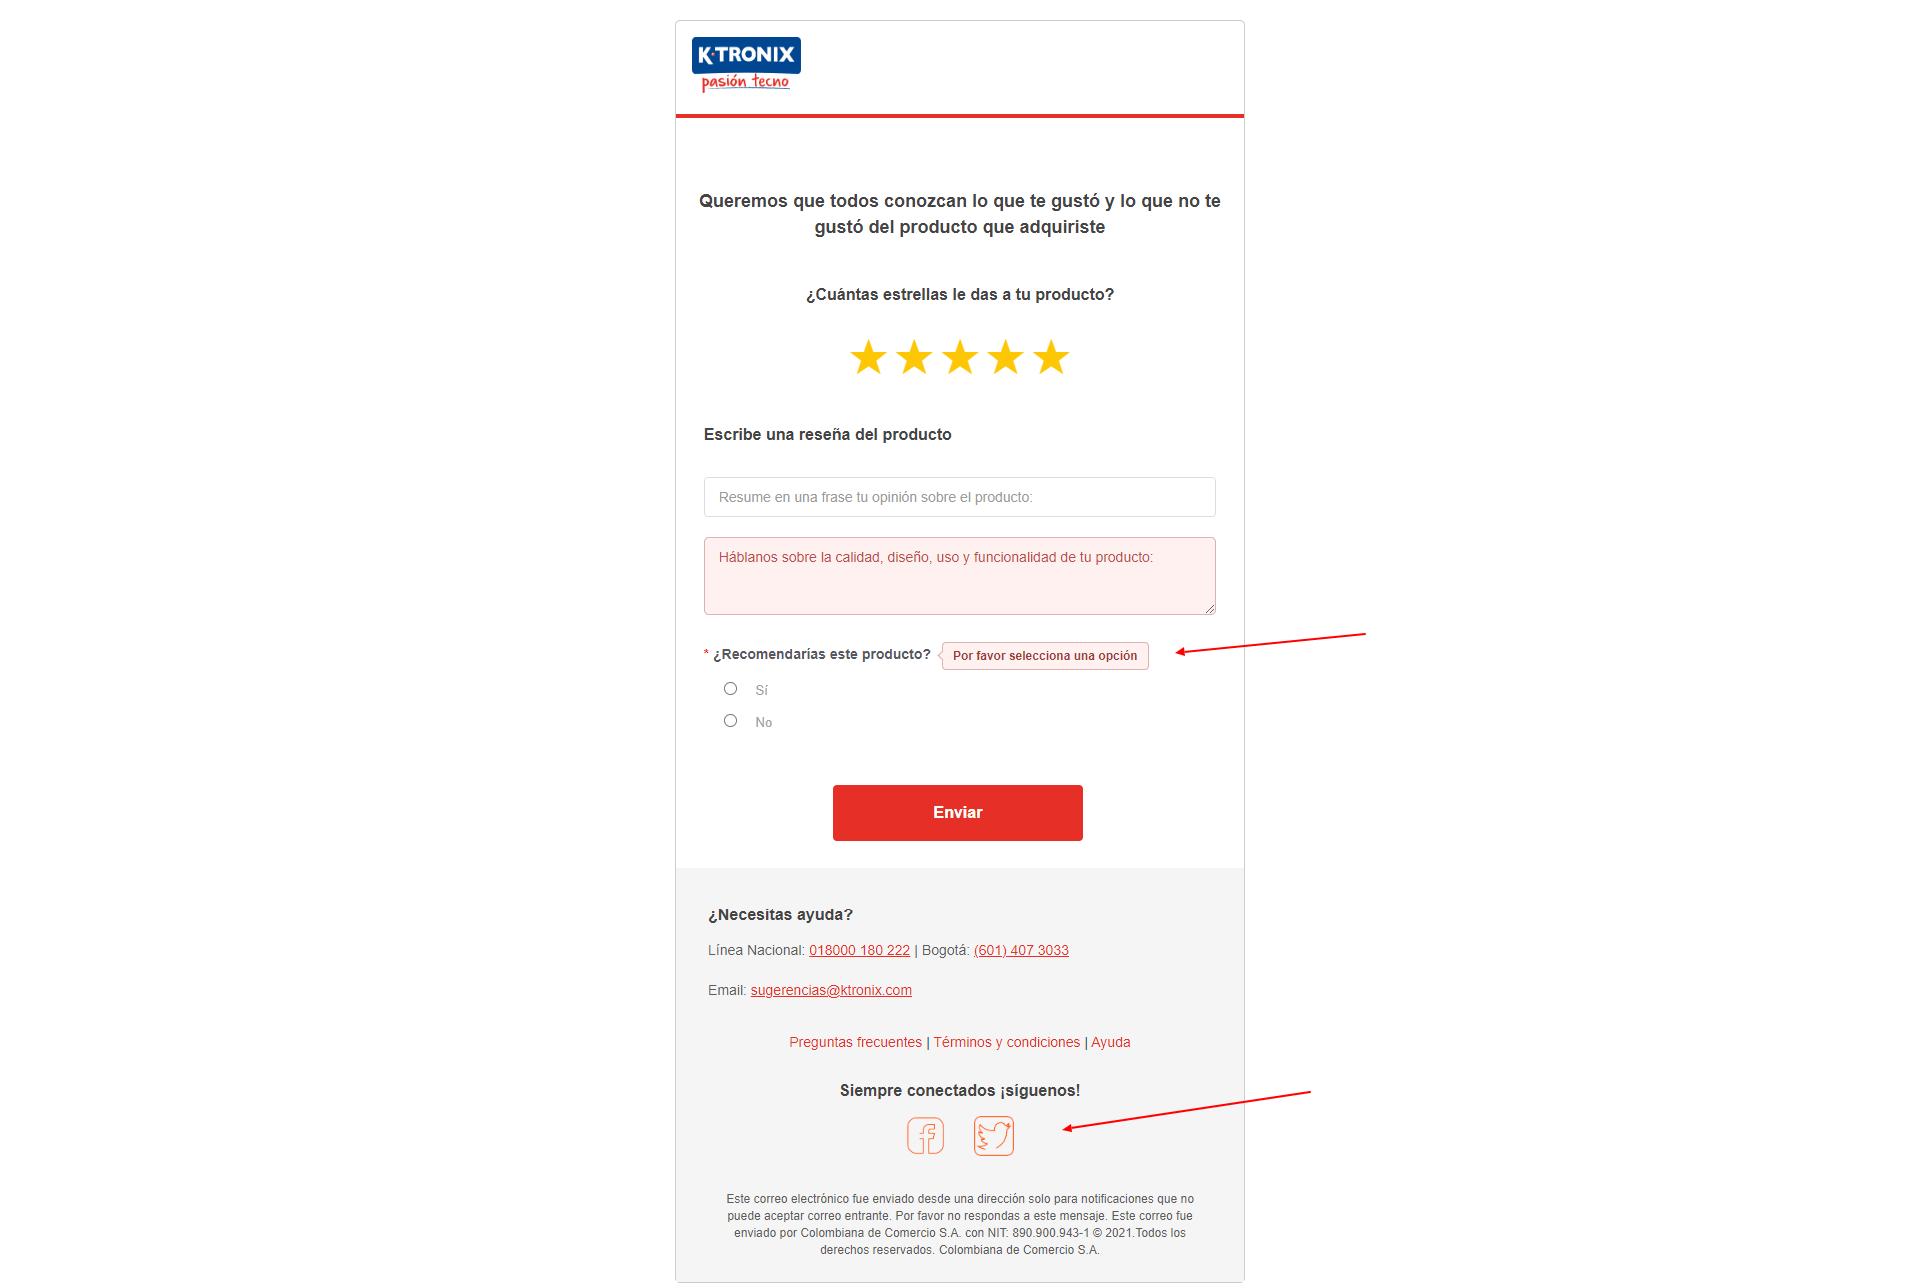 K·TRONIX
pasión tecno
Queremos que todos conozcan lo que te gustó y lo que no te
gustó del producto que adquiriste
¿Cuántas estrellas le das a tu producto?
Escribe una reseña del producto
Resume en una frase tu opinión sobre el producto:
Háblanos sobre la calidad, diseño, uso y funcionalidad de tu producto:
* ¿Recomendarías este producto? Por favor selecciona una opción
Sí
No
Enviar
¿Necesitas ayuda?
Línea Nacional: 018000 180 222 | Bogotá: (601) 407 3033
Email: sugerencias@ktronix.com
Preguntas frecuentes | Términos y condiciones | Ayuda
Siempre conectados ¡síguenos!
Este correo electrónico fue enviado desde una dirección solo para notificaciones que no
puede aceptar correo entrante. Por favor no respondas a este mensaje. Este correo fue
enviado por Colombiana de Comercio S.A. con NIT: 890.900.943-1 © 2021.Todos los
derechos reservados. Colombiana de Comercio S.A.